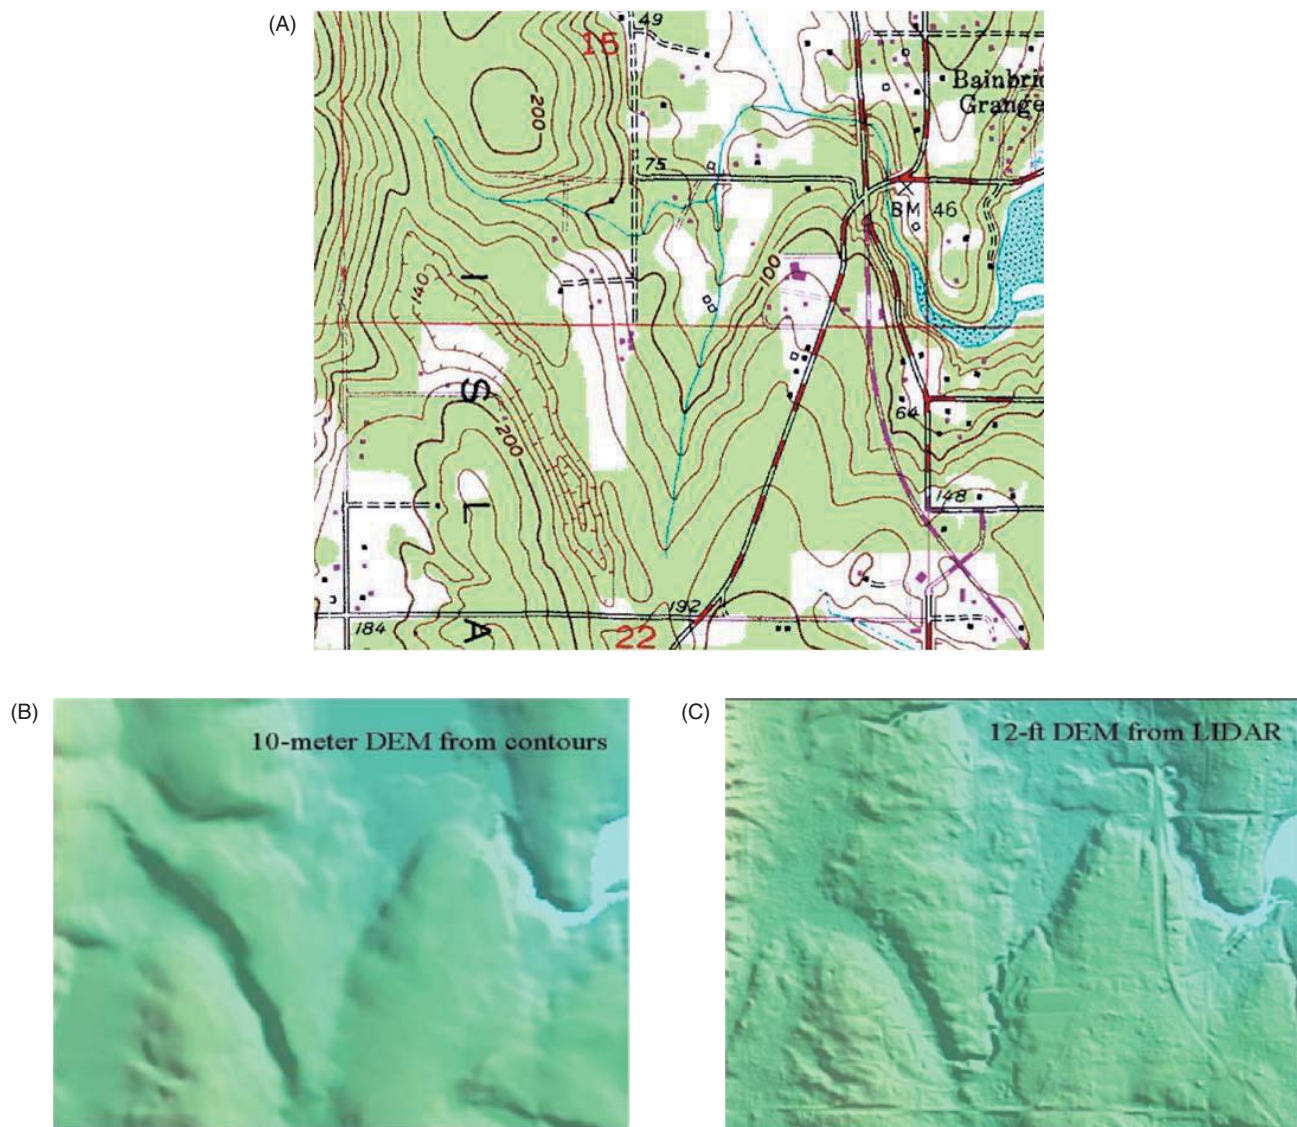 (A)
49
15
Bainbri
Grange
200
75
BM 46
I
140
100
S
64
200
L
148
192
184
A
22
(B)
10-meter DEM from contours
(C)
12-ft DEM from LIDAR